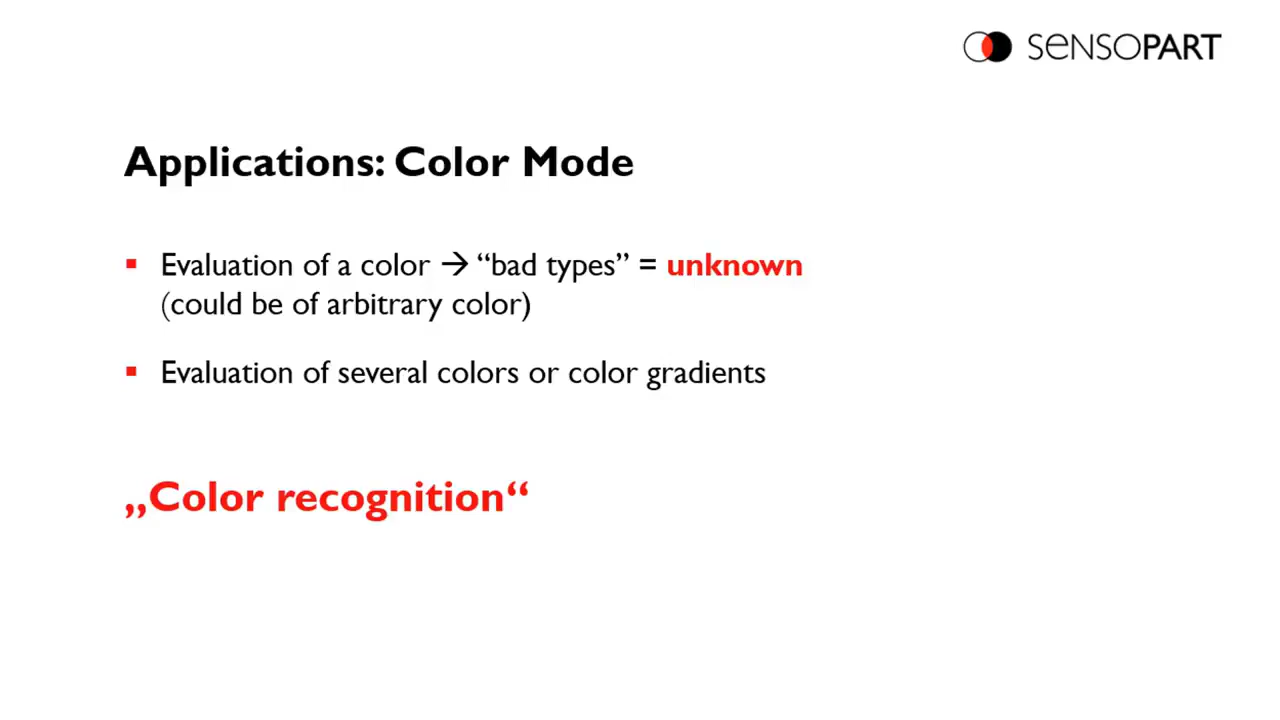 SENSOPART
Applications: Color Mode
▪ Evaluation of a color → “bad types” = unknown
(could be of arbitrary color)
▪ Evaluation of several colors or color gradients
„Color recognition“